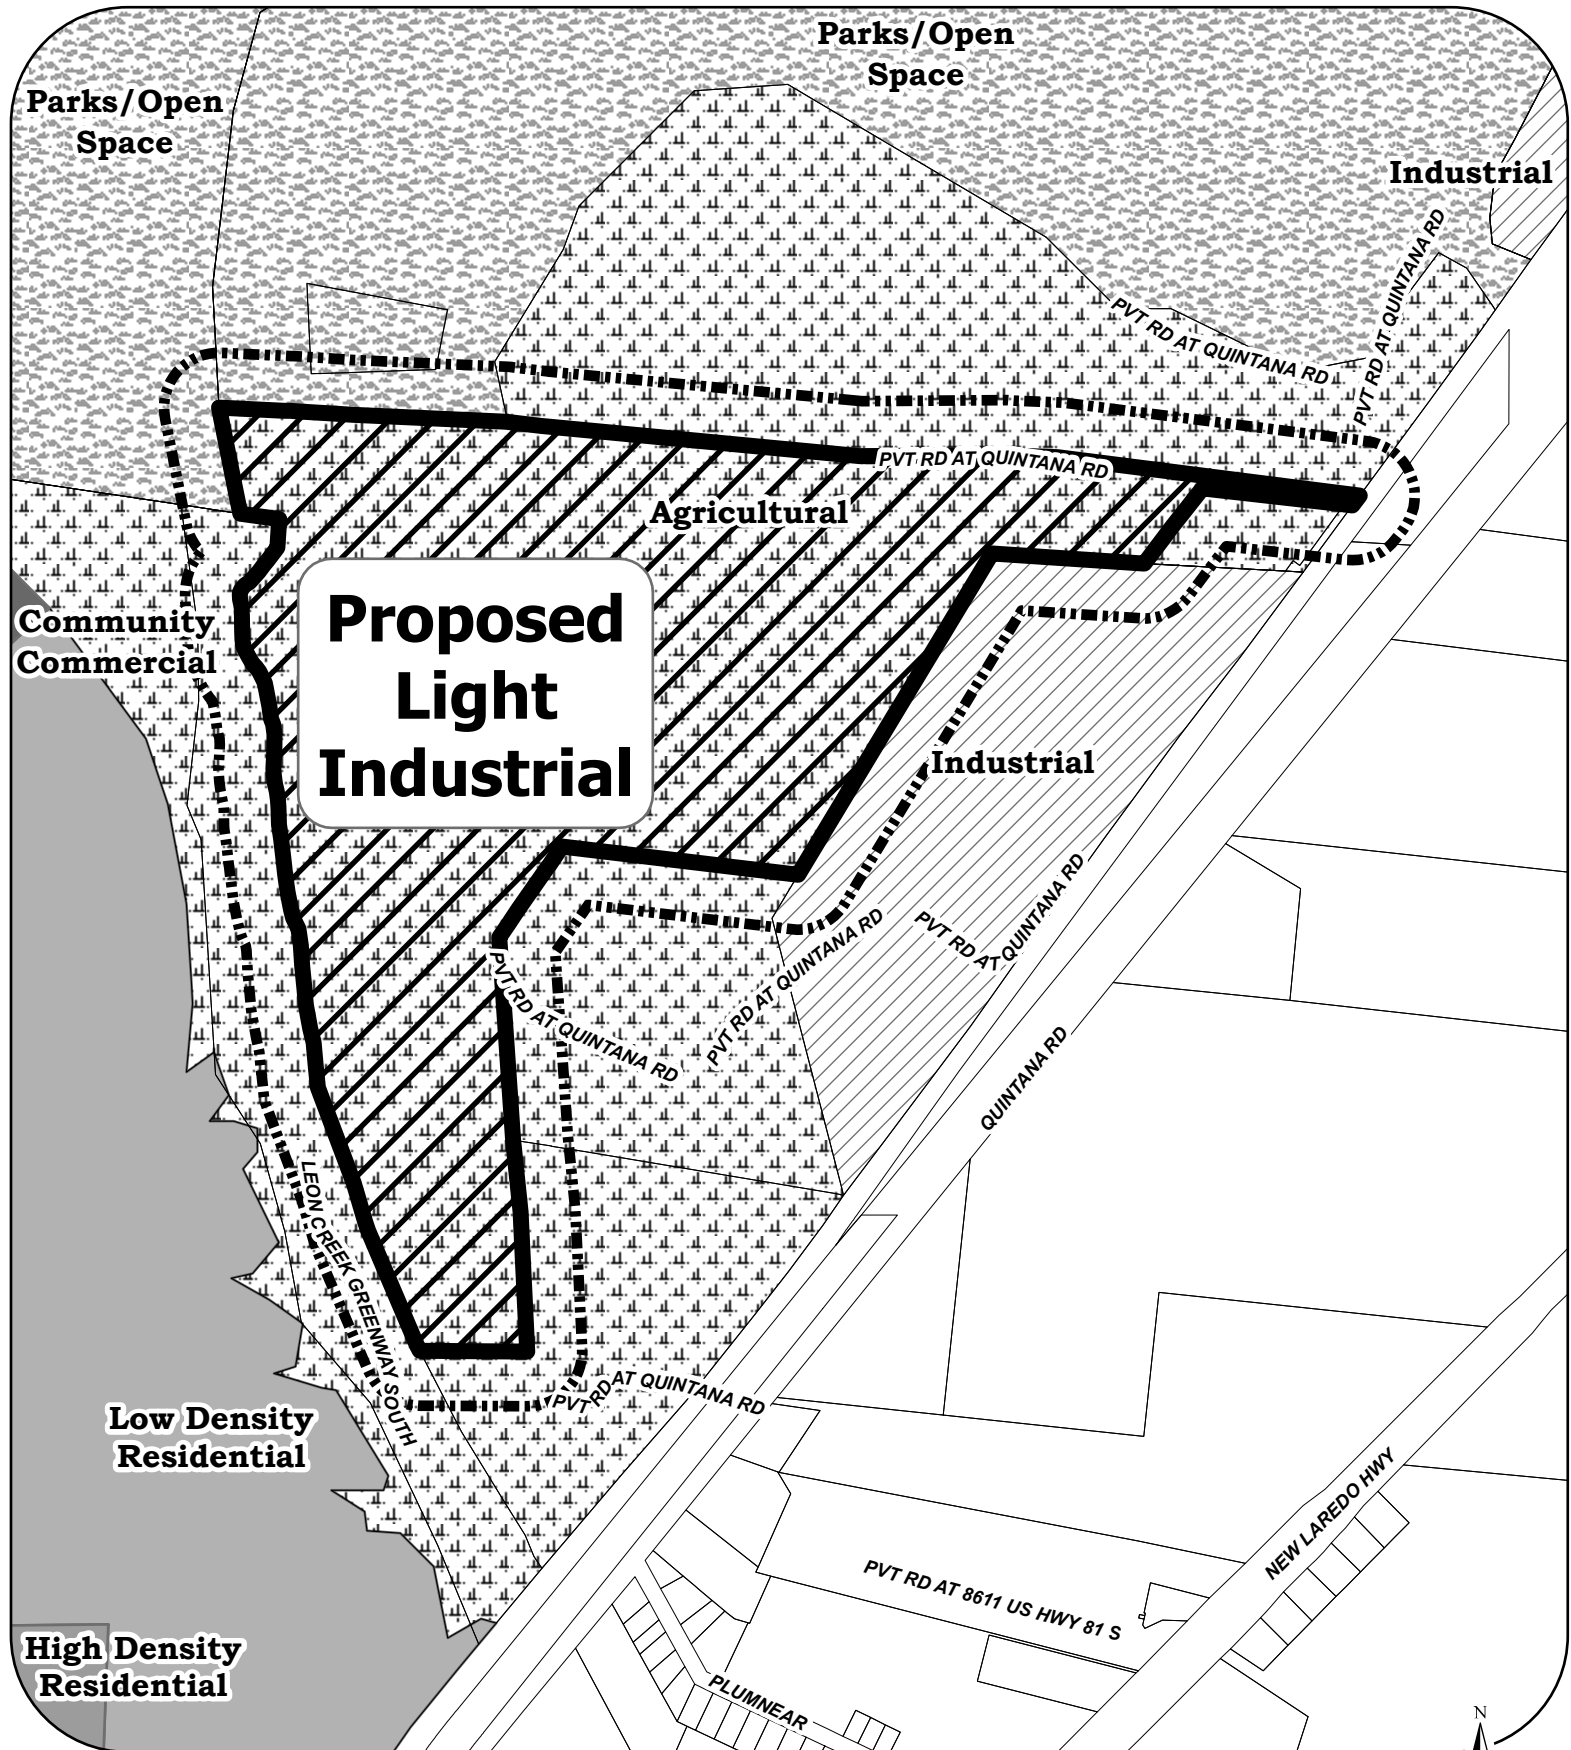 Parks/Open
Space
Parks/Open
Space
Industrial
PVT RD AT QUINTANA RD
PVT RD AT QUINTANA RD
PVT RD AT QUINTANA RD
Agricultural
Proposed
Light
Industrial
Community
Commercial
Industrial
PVT RD AT QUINTANA RD
PVT RD AT QUINTANA RD
PVT RD AT QUINTANA RD
QUINTANA RD
LEON CREEK GREENWAY SOUTH
PVT RD AT QUINTANA RD
Low Density
Residential
NEW LAREDO HWY
PVT RD AT 8611 US HWY 81 S
High Density
Residential
PLUMNEAR
N